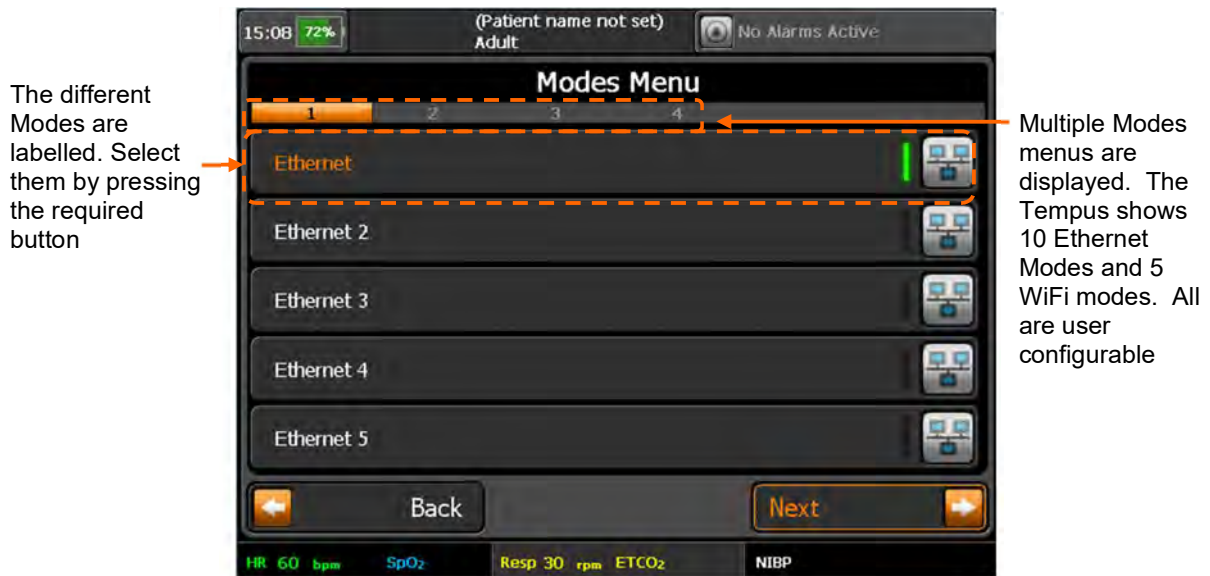 15:08 72%
(Patient name not set)
Adult
No Alarms Active
Modes Menu
1 2 3 4
Ethernet
Ethernet 2
Ethernet 3
Ethernet 4
Ethernet 5
Back
Next
HR 60 bpm SpO2 Resp 30 rpm ETCO2 NIBP
The different
Modes are
labelled. Select
them by pressing
the required
button
Multiple Modes
menus are
displayed. The
Tempus shows
10 Ethernet
Modes and 5
WiFi modes. All
are user
configurable